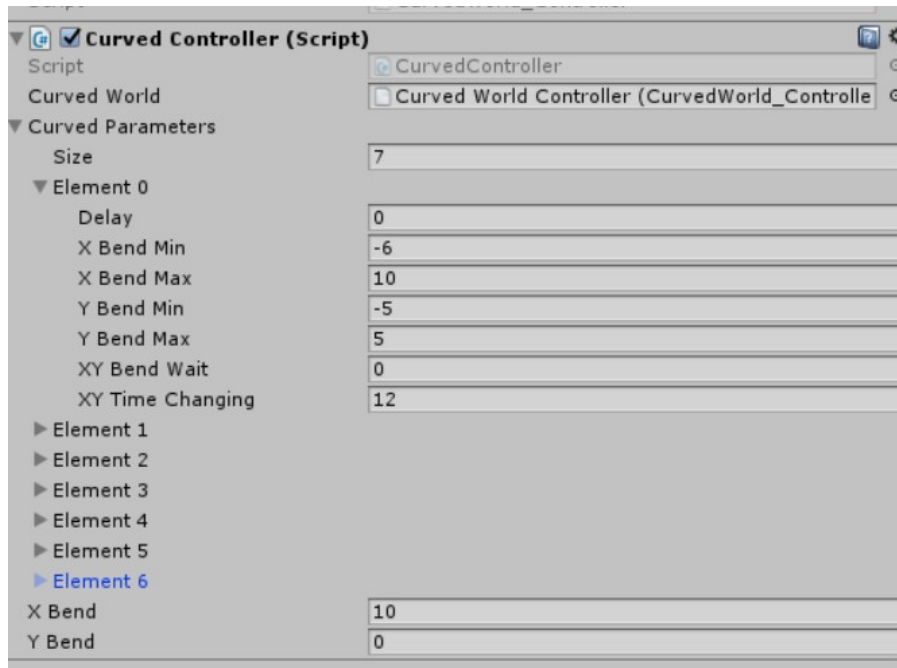 Curved Controller (Script)
Script CurvedController
Curved World Curved World Controller (CurvedWorld_Controlle
Curved Parameters
Size 7
Element 0
Delay 0
X Bend Min -6
X Bend Max 10
Y Bend Min -5
Y Bend Max 5
XY Bend Wait 0
XY Time Changing 12
Element 1
Element 2
Element 3
Element 4
Element 5
Element 6
X Bend 10
Y Bend 0